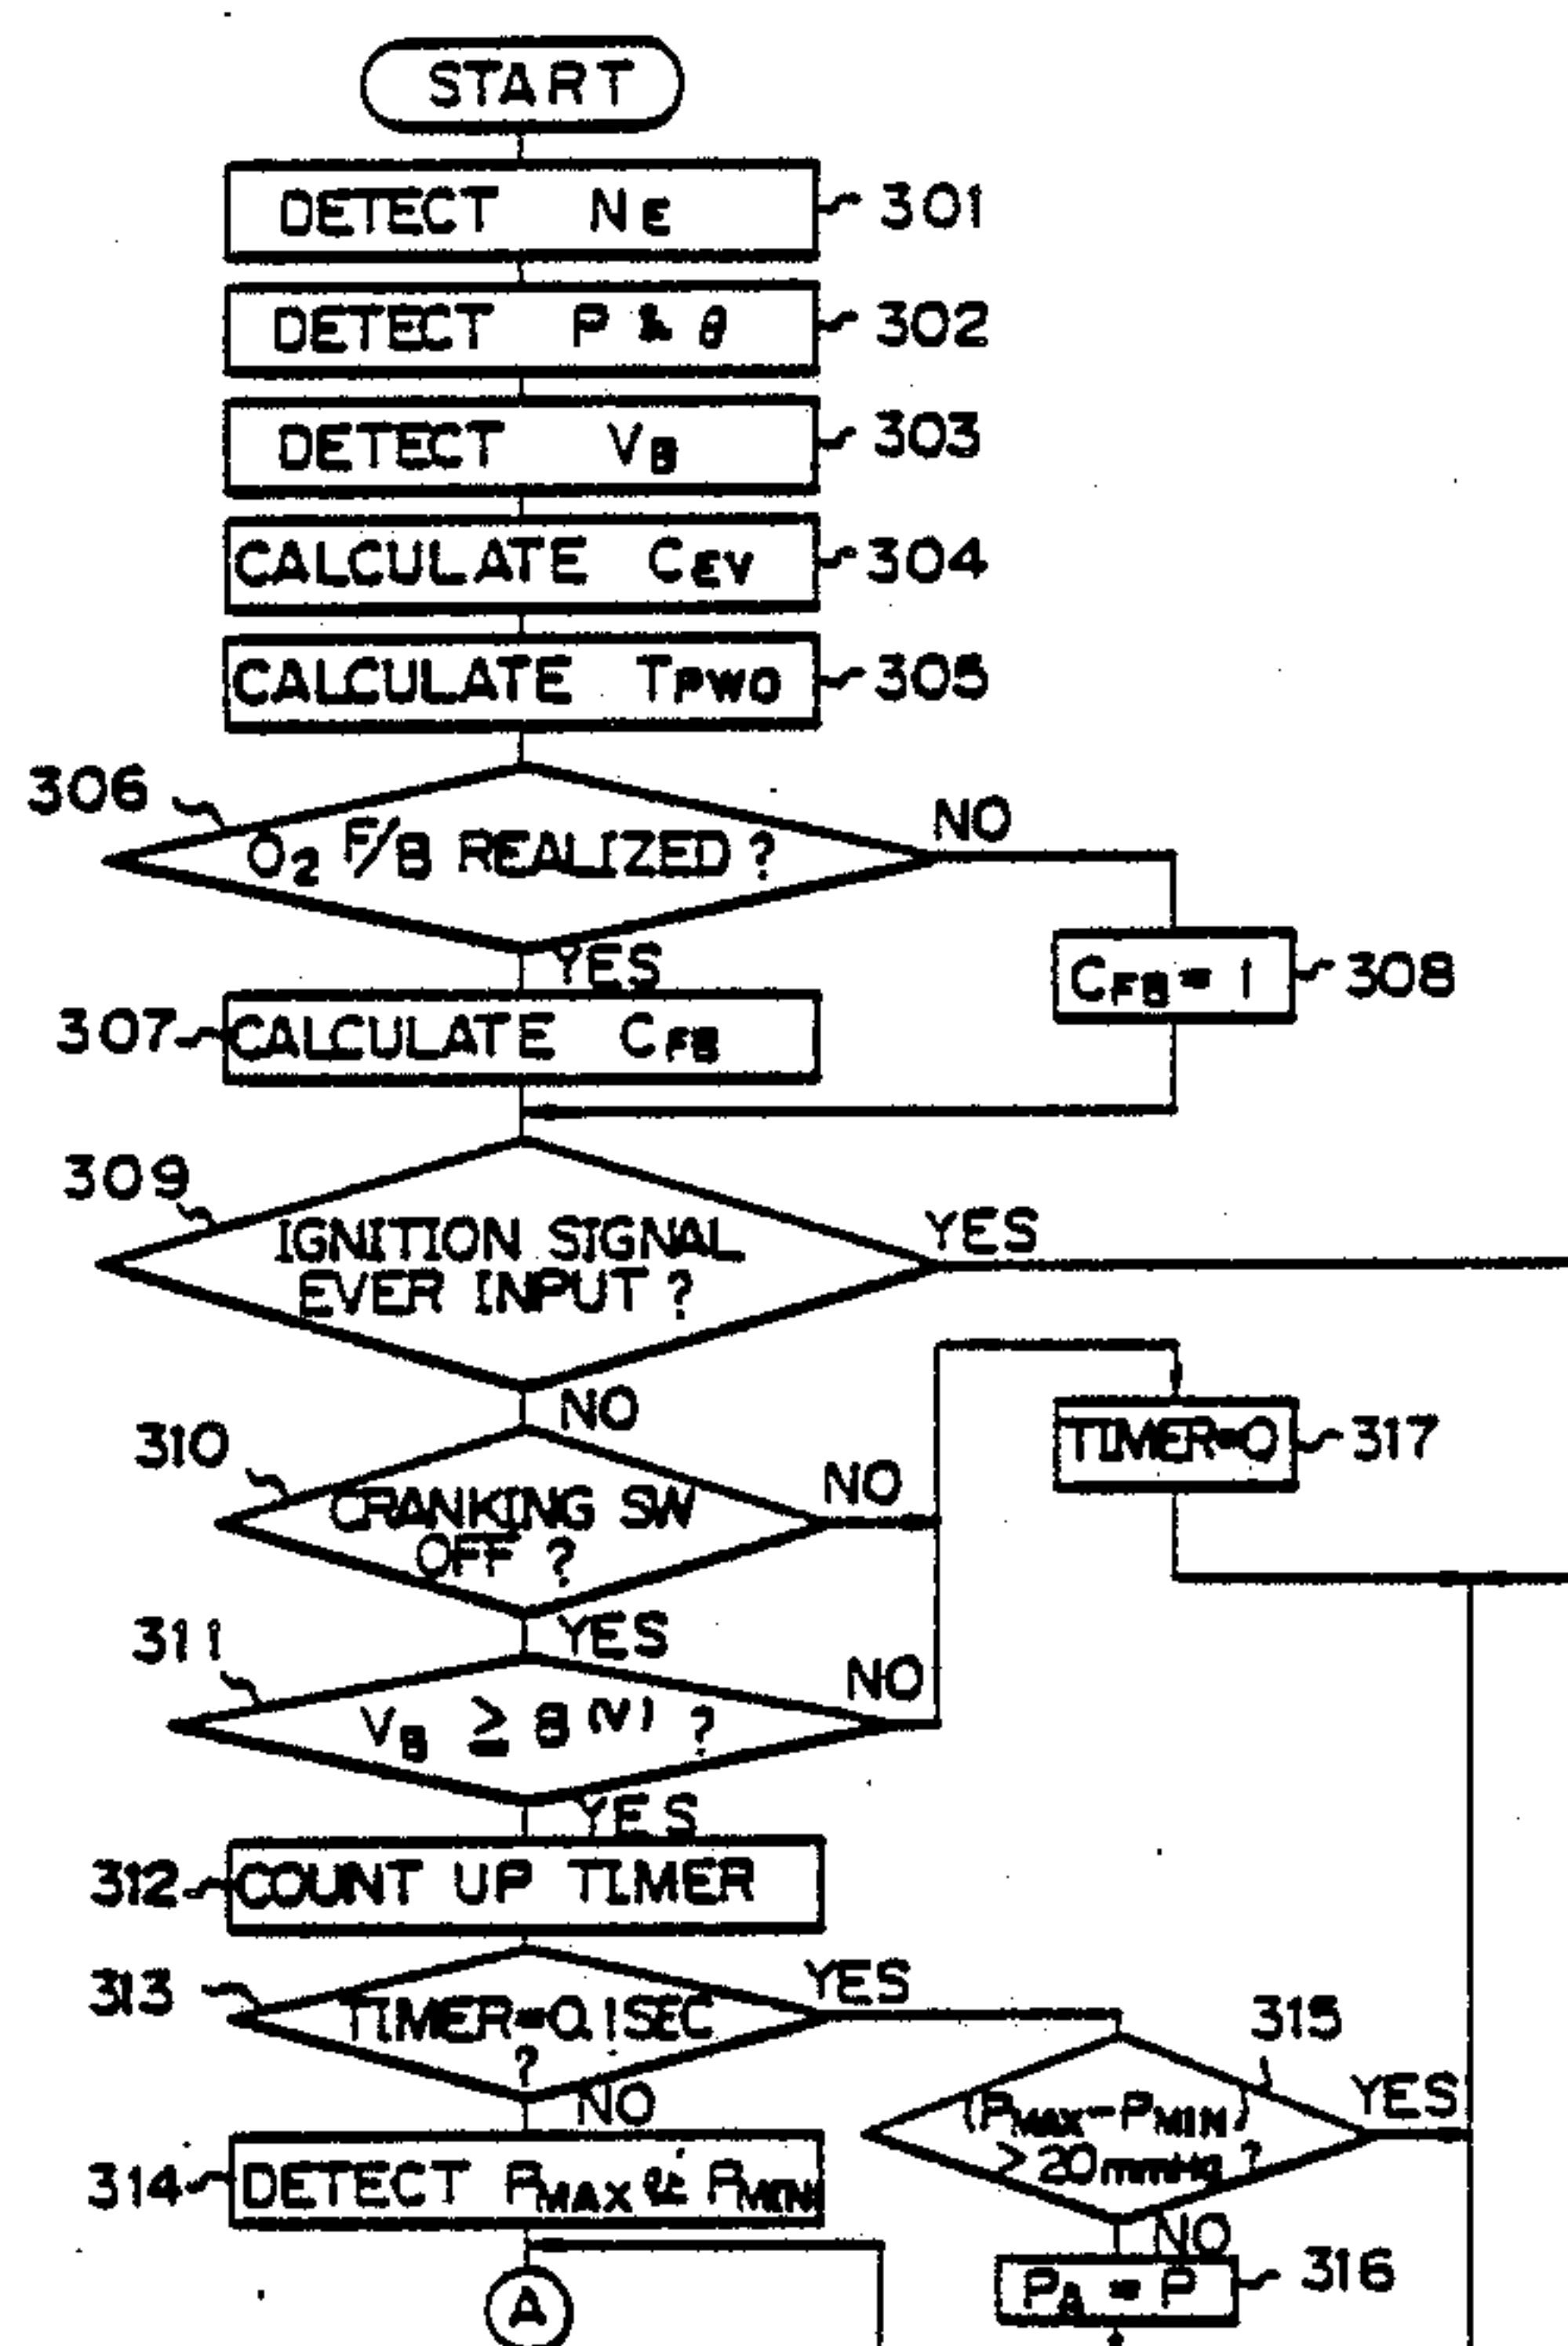 START
DETECT NE
301
DETECT P & θ
302
DETECT VB
303
CALCULATE CEV
304
CALCULATE TPWO
305
306
O2 F/B REALIZED ?
NO
YES
CFB = 1
308
307
CALCULATE CFB
309
IGNITION SIGNAL
EVER INPUT ?
YES
NO
TIMER=0
317
310
CRANKING SW
OFF ?
NO
YES
311
VB ≥ 8 (V) ?
NO
YES
312
COUNT UP TIMER
313
TIMER=0.1SEC
?
YES
NO
315
(PMAX-PMIN)
>20mmHg ?
YES
NO
314
DETECT PMAX & PMIN
316
PA = P
A